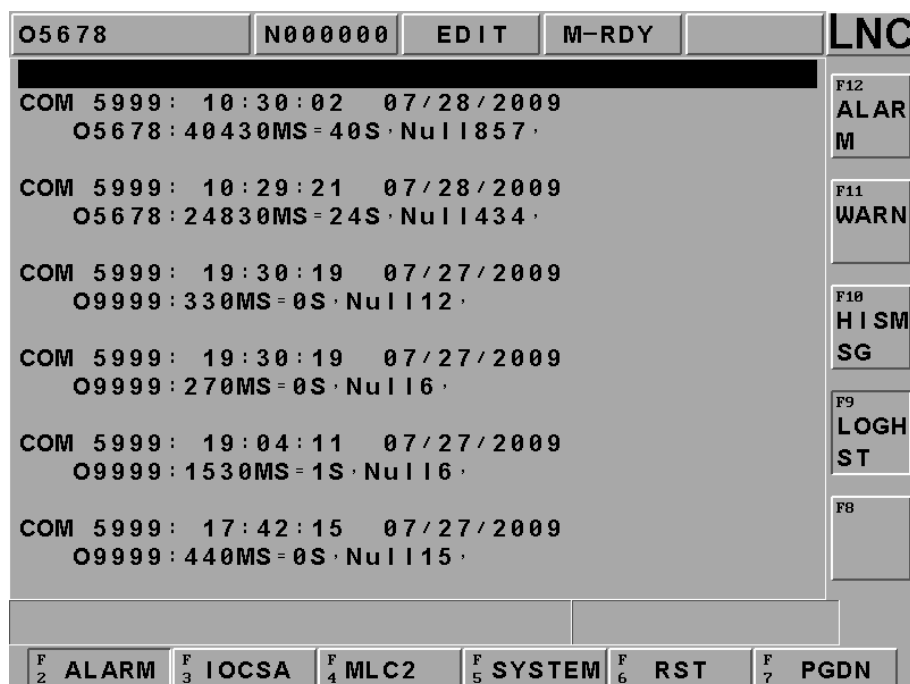 O5678 N000000 EDIT M-RDY LNC
COM 5999: 10:30:02 07/28/2009
O5678:40430MS=40S,Null857,
COM 5999: 10:29:21 07/28/2009
O5678:24830MS=24S,Null434,
COM 5999: 19:30:19 07/27/2009
O9999:330MS=0S,Null12,
COM 5999: 19:30:19 07/27/2009
O9999:270MS=0S,Null6,
COM 5999: 19:04:11 07/27/2009
O9999:1530MS=1S,Null6,
COM 5999: 17:42:15 07/27/2009
O9999:440MS=0S,Null15,
F12
ALAR
M
F11
WARN
F10
HISM
SG
F9
LOGH
ST
F8
F2 ALARM F3 IOCSA F4 MLC2 F5 SYSTEM F6 RST F7 PGDN